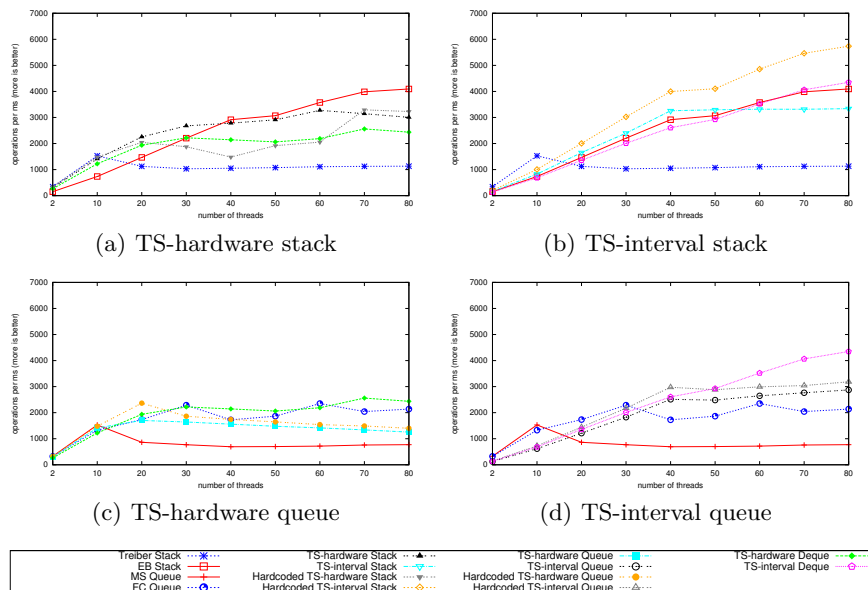 7000
6000
5000
4000
3000
2000
1000
0
2 10 20 30 40 50 60 70 80
operations per ms (more is better)
number of threads
(a) TS-hardware stack
7000
6000
5000
4000
3000
2000
1000
0
2 10 20 30 40 50 60 70 80
operations per ms (more is better)
number of threads
(b) TS-interval stack
7000
6000
5000
4000
3000
2000
1000
0
2 10 20 30 40 50 60 70 80
operations per ms (more is better)
number of threads
(c) TS-hardware queue
7000
6000
5000
4000
3000
2000
1000
0
2 10 20 30 40 50 60 70 80
operations per ms (more is better)
number of threads
(d) TS-interval queue
Treiber Stack
EB Stack
MS Queue
FC Queue
TS-hardware Stack
TS-interval Stack
Hardcoded TS-hardware Stack
Hardcoded TS-interval Stack
TS-hardware Queue
TS-interval Queue
Hardcoded TS-hardware Queue
Hardcoded TS-interval Queue
TS-hardware Deque
TS-interval Deque